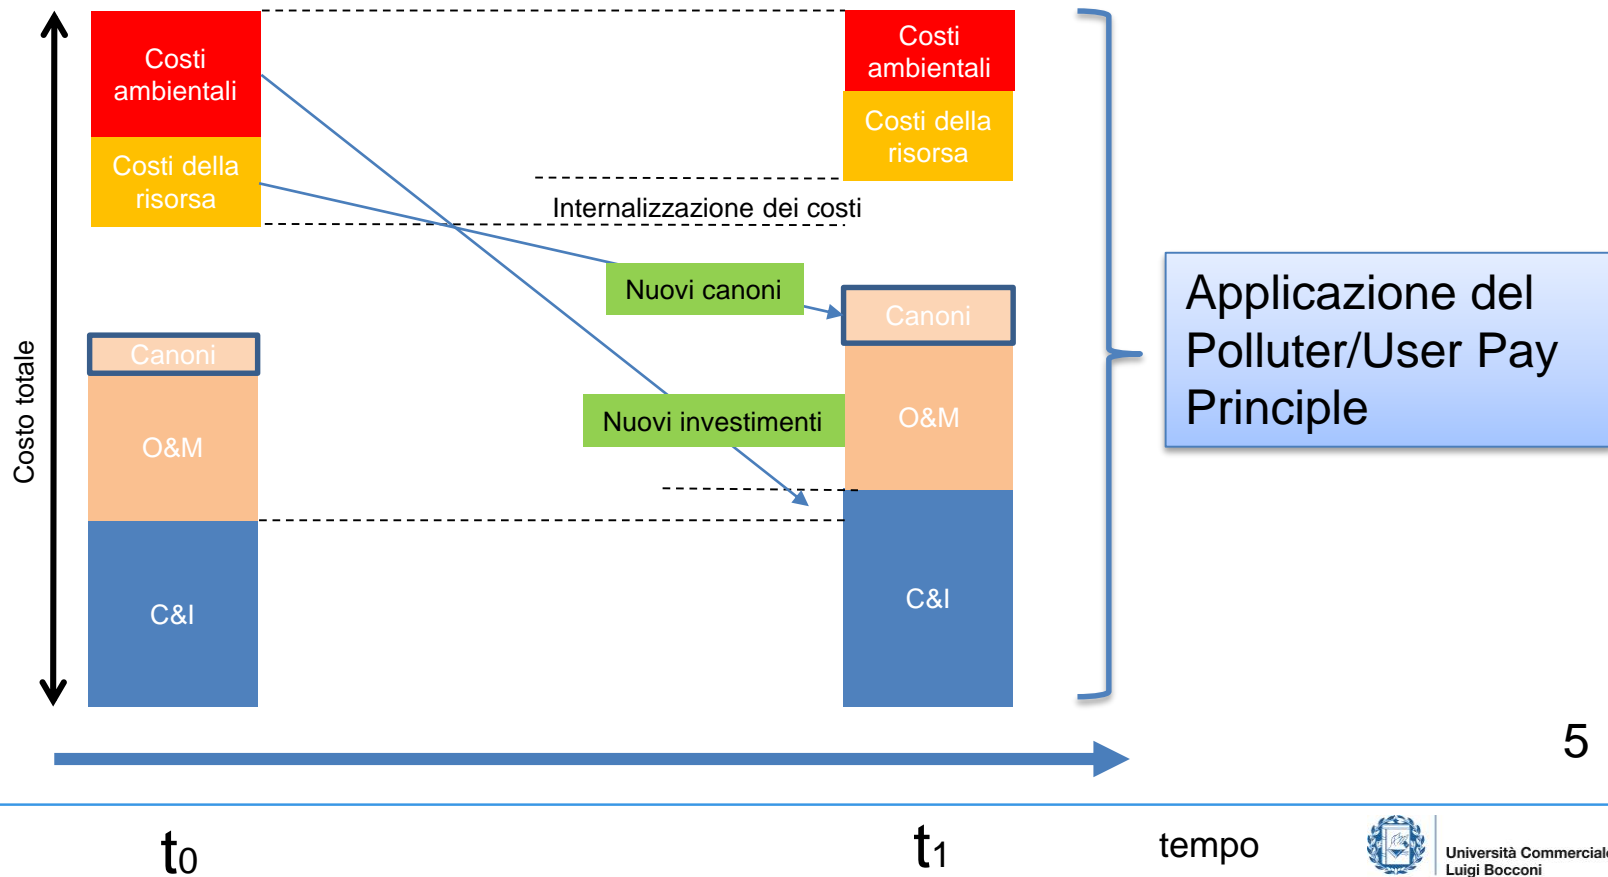 Costi
ambientali
Costi della
risorsa
Canoni
O&M
C&I
Costo totale
Internalizzazione dei costi
Nuovi canoni
Nuovi investimenti
Costi
ambientali
Costi della
risorsa
Canoni
O&M
C&I
Applicazione del
Polluter/User Pay
Principle
5
t0
t1
tempo
Università Commerciale
Luigi Bocconi